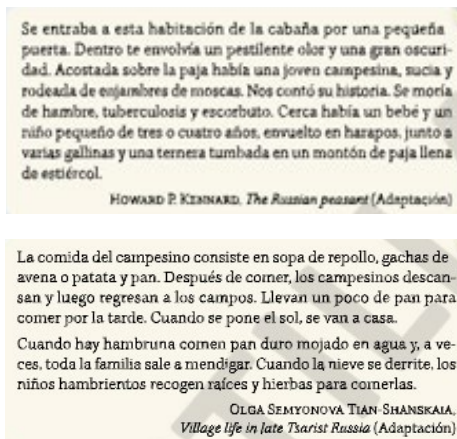 Se entraba a esta habitación de la cabaña por una pequeña
puerta. Dentro te envolvía un pestilente olor y una gran oscuri-
dad. Acostada sobre la paja había una joven campesina, sucia y
rodeada de enjambres de moscas. Nos contó su historia. Se moría
de hambre, tuberculosis y escorbuto. Cerca había un bebé y un
niño pequeño de tres o cuatro años, envuelto en harapos, junto a
varias gallinas y una ternera tumbada en un montón de paja llena
de estiércol.
HOWARD P. KENNARD, The Russian peasant (Adaptación)
La comida del campesino consiste en sopa de repollo, gachas de
avena o patata y pan. Después de comer, los campesinos descan-
san y luego regresan a los campos. Llevan un poco de pan para
comer por la tarde. Cuando se pone el sol, se van a casa.
Cuando hay hambruna comen pan duro mojado en agua y, a ve-
ces, toda la familia sale a mendigar. Cuando la nieve se derrite, los
niños hambrientos recogen raíces y hierbas para comerlas.
OLGA SEMYONOVA TIAN-SHANSKAIA,
Village life in late Tsarist Russia (Adaptación)